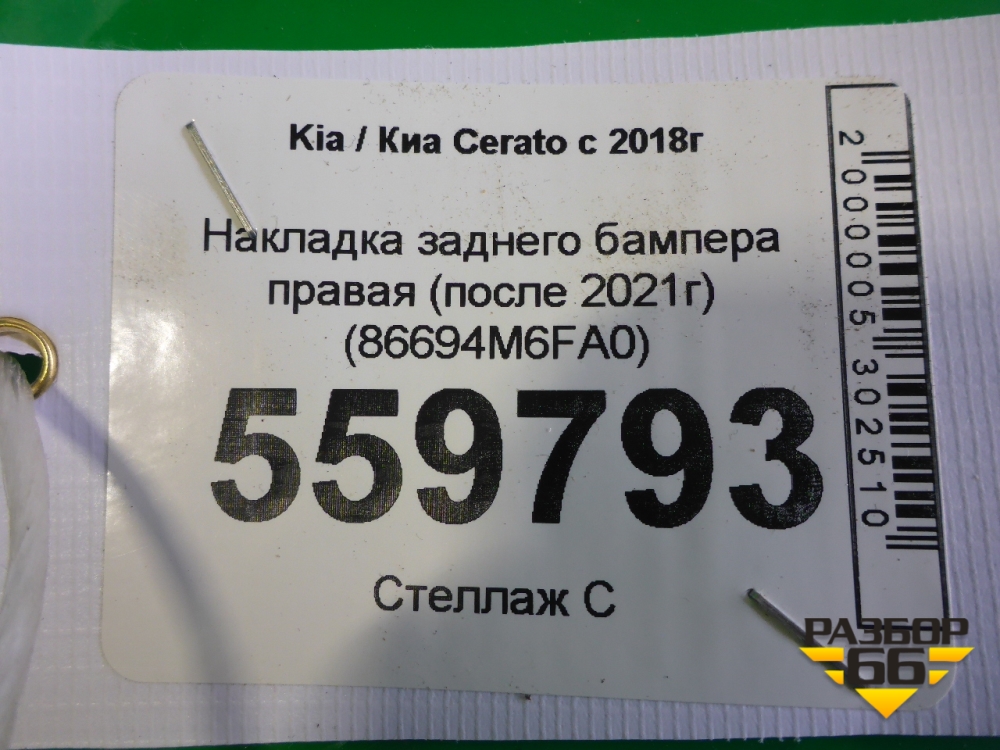 Kia / Киа Cerato с 2018г
Накладка заднего бампера
правая (после 2021г)
(86694M6FA0)
559793
Стеллаж С
2000005302510
РАЗБОР
66